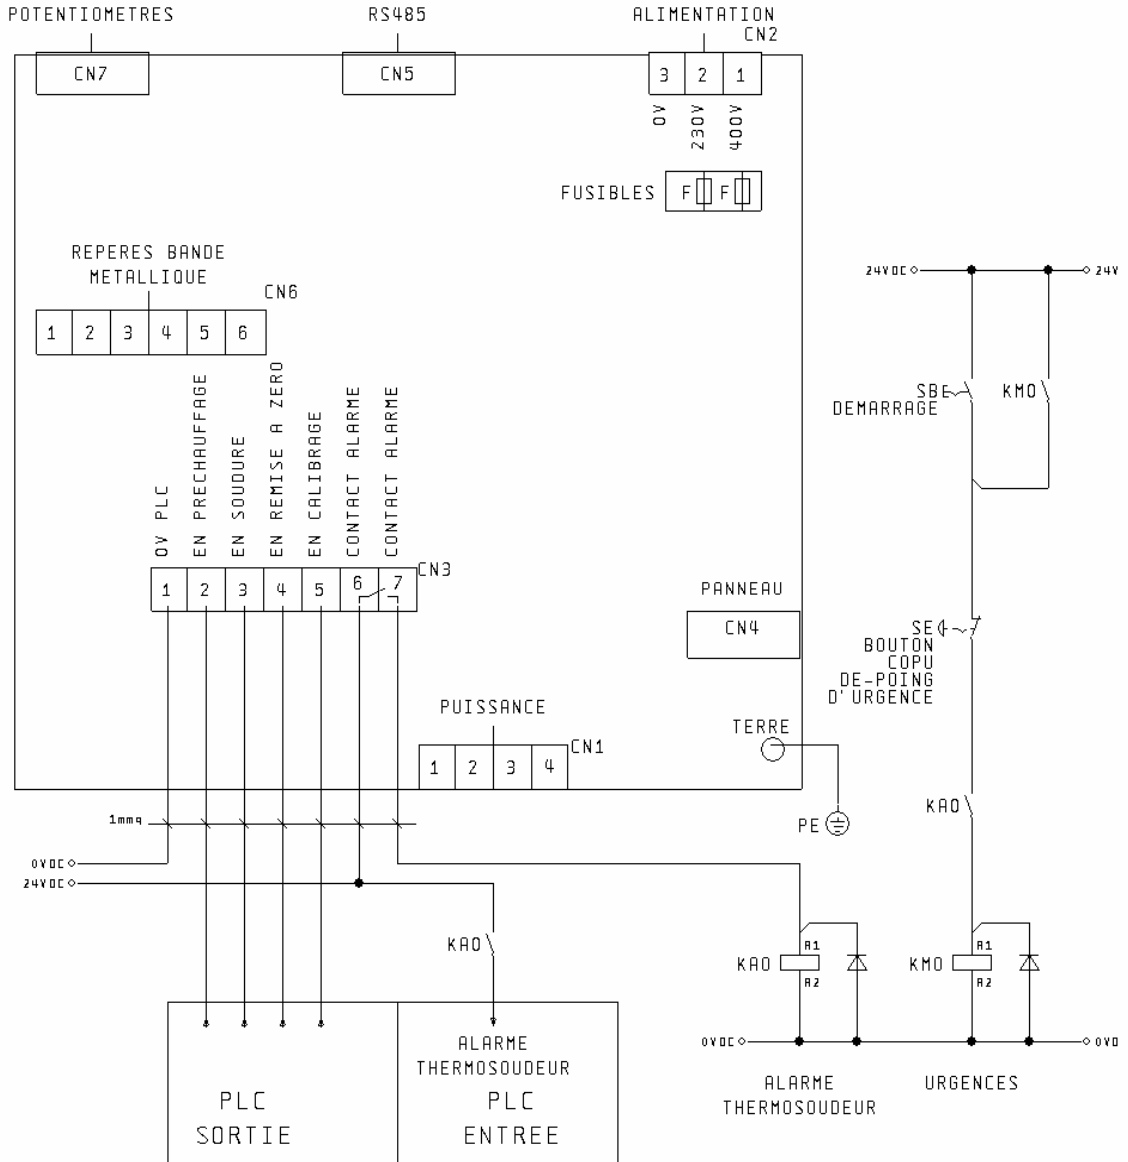 POTENTIOMETRES
RS485
ALIMENTATION
CN2
CN7
CN5
3 2 1
0V
230V
400V
FUSIBLES
F F
REPERES BANDE
METALLIQUE
CN6
1 2 3 4 5 6
24VDC
24V
SBE
DEMARRAGE
KM0
0V PLC
EN PRECHAUFFAGE
EN SOUDURE
EN REMISE A ZERO
EN CALIBRAGE
CONTACT ALARME
CONTACT ALARME
CN3
1 2 3 4 5 6 7
PANNEAU
CN4
SE
BOUTON
COPU
DE-POING
D'URGENCE
PUISSANCE
CN1
1 2 3 4
TERRE
PE
KA0
1mmq
0VDC
24VDC
KA0
KA0
A1
A2
KM0
A1
A2
0VDC
0VD
ALARME
THERMOSOUDEUR
PLC
SORTIE
PLC
ENTREE
ALARME
THERMOSOUDEUR
URGENCES